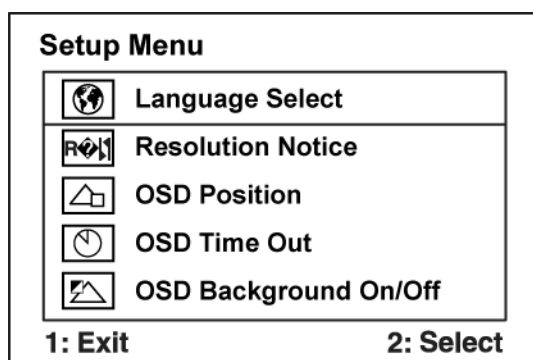 Setup Menu
Language Select
Resolution Notice
OSD Position
OSD Time Out
OSD Background On/Off
1: Exit 2: Select